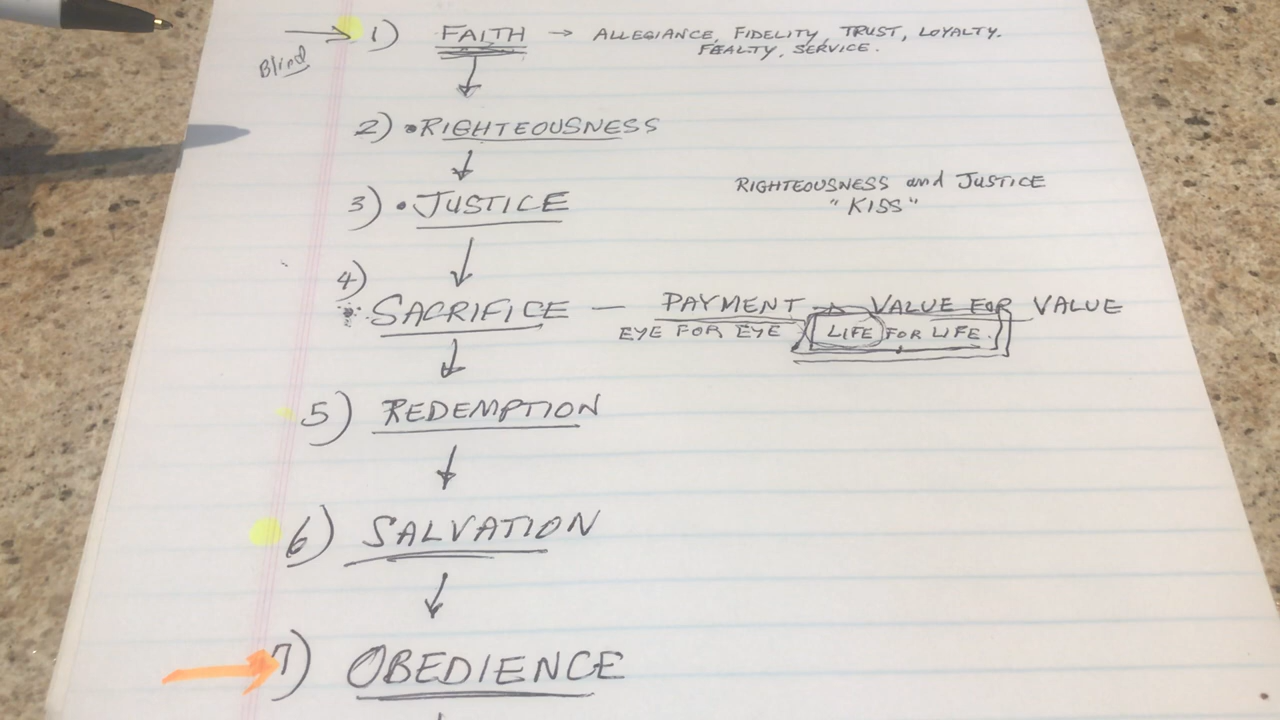 1) FAITH → ALLEGIANCE, FIDELITY, TRUST, LOYALTY.
FEALTY, SERVICE.
Blind
2) • RIGHTEOUSNESS
3) • JUSTICE
RIGHTEOUSNESS and JUSTICE
"KISS"
4)
SACRIFICE — PAYMENT → VALUE FOR VALUE
EYE FOR EYE LIFE FOR LIFE.
5) REDEMPTION
6) SALVATION
7) OBEDIENCE